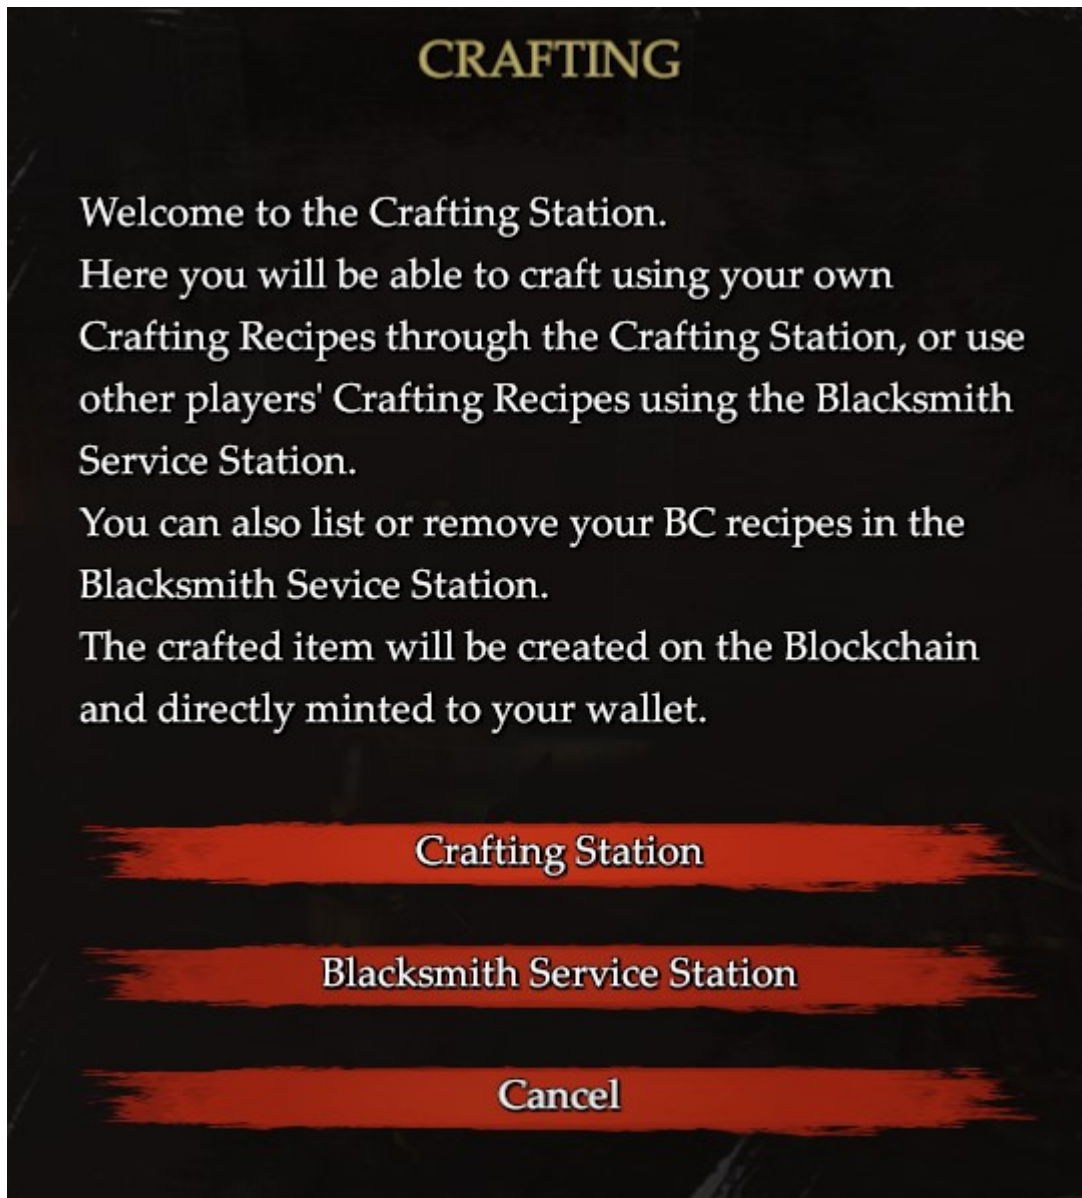 CRAFTING
Welcome to the Crafting Station.
Here you will be able to craft using your own
Crafting Recipes through the Crafting Station, or use
other players' Crafting Recipes using the Blacksmith
Service Station.
You can also list or remove your BC recipes in the
Blacksmith Sevice Station.
The crafted item will be created on the Blockchain
and directly minted to your wallet.
Crafting Station
Blacksmith Service Station
Cancel